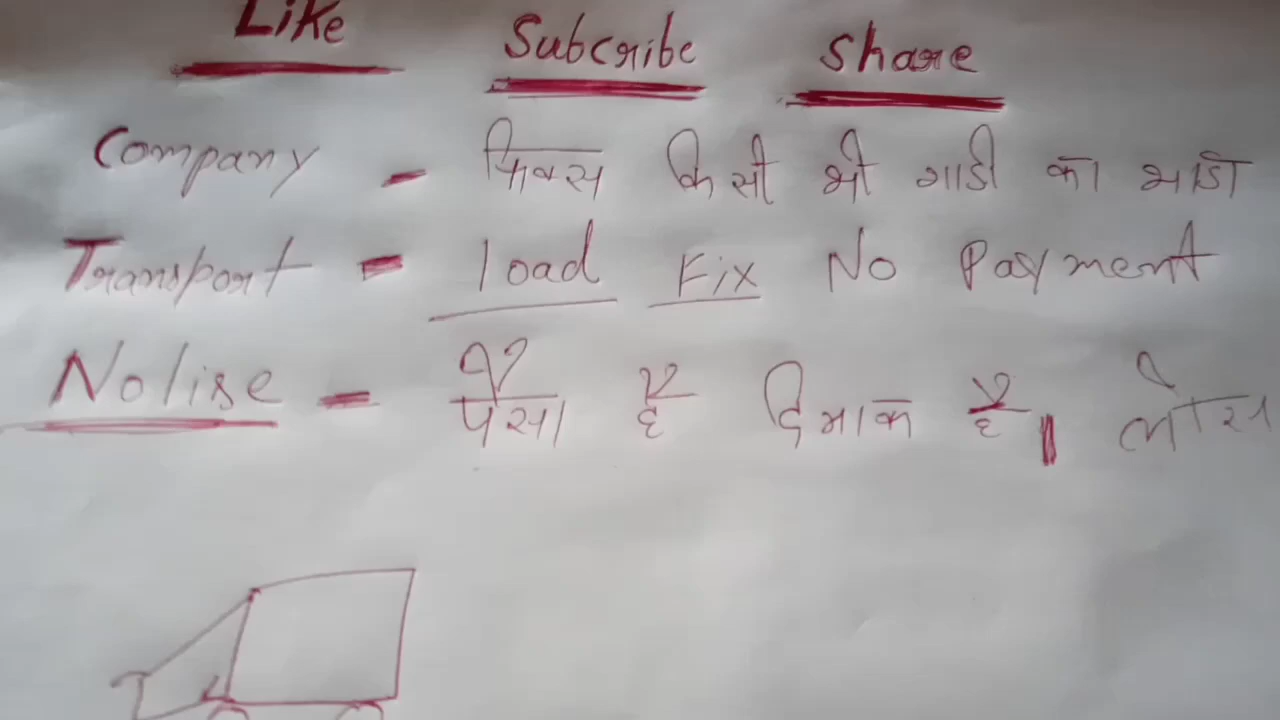 Like Subcribe Share
Company - फिक्स किसी भी गाडी का भाडा
Transport - load Fix No Payment
Nolise - पैसा है दिमाक है।